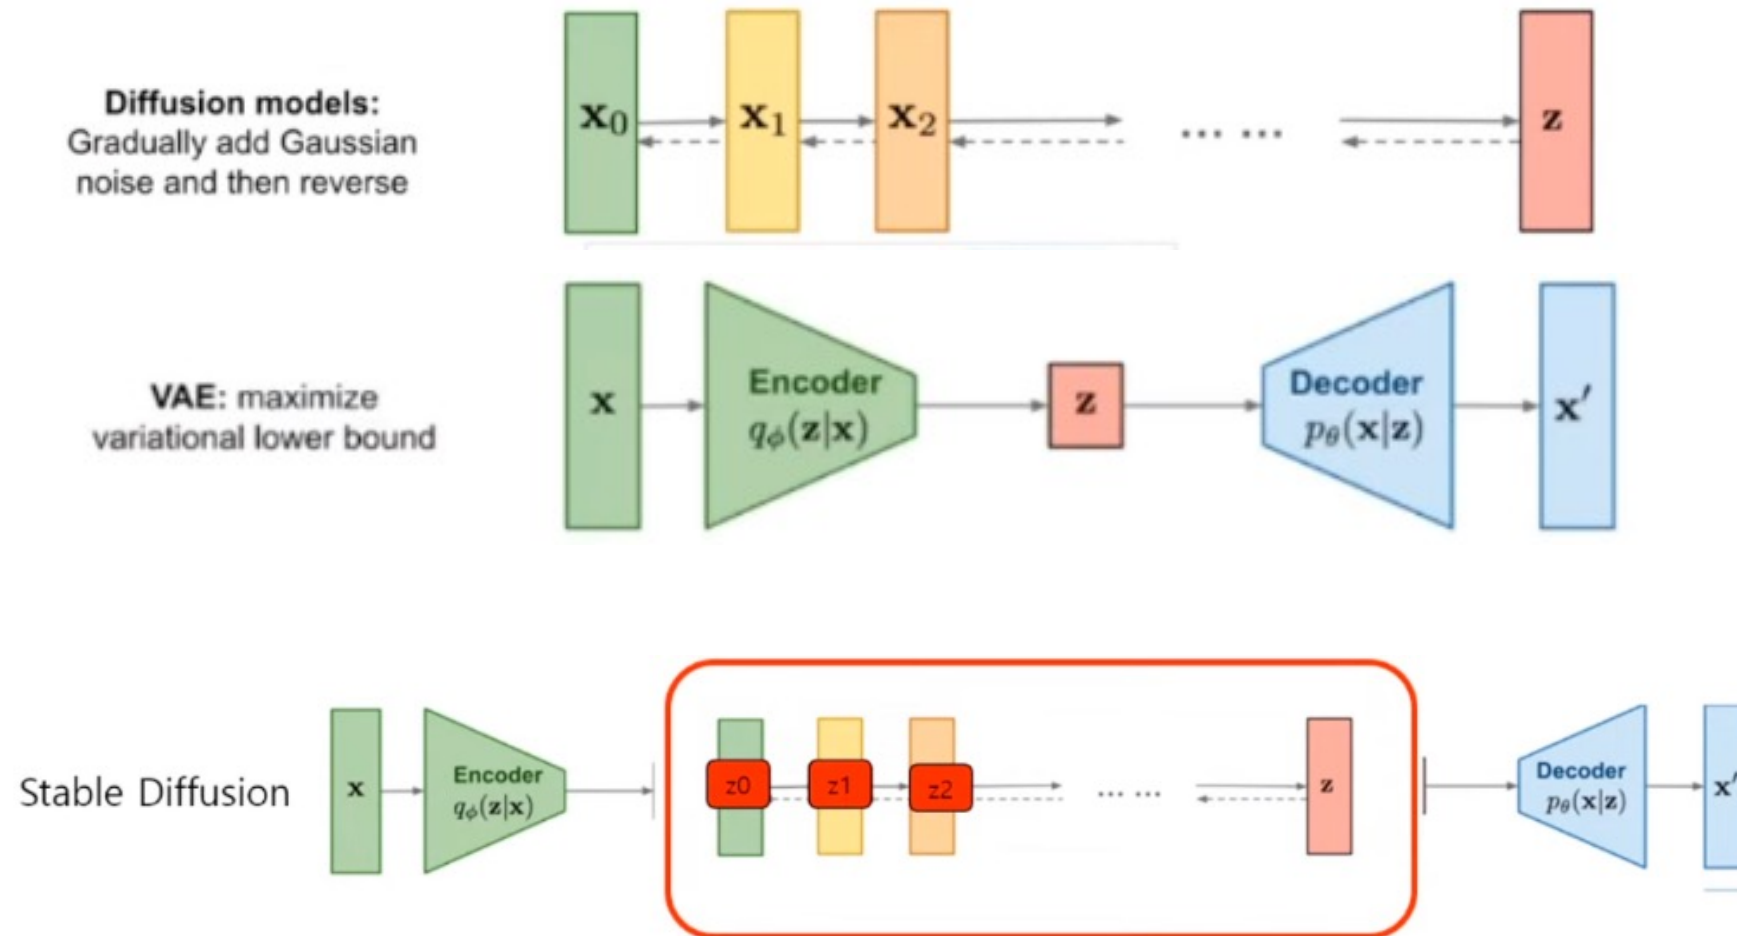 Diffusion models:
Gradually add Gaussian
noise and then reverse
x₀
x₁
x₂
... ...
z
VAE: maximize
variational lower bound
x
Encoder
qϕ(z|x)
z
Decoder
pθ(x|z)
x′
Stable Diffusion
x
Encoder
qϕ(z|x)
z0
z1
z2
... ...
z
Decoder
pθ(x|z)
x′